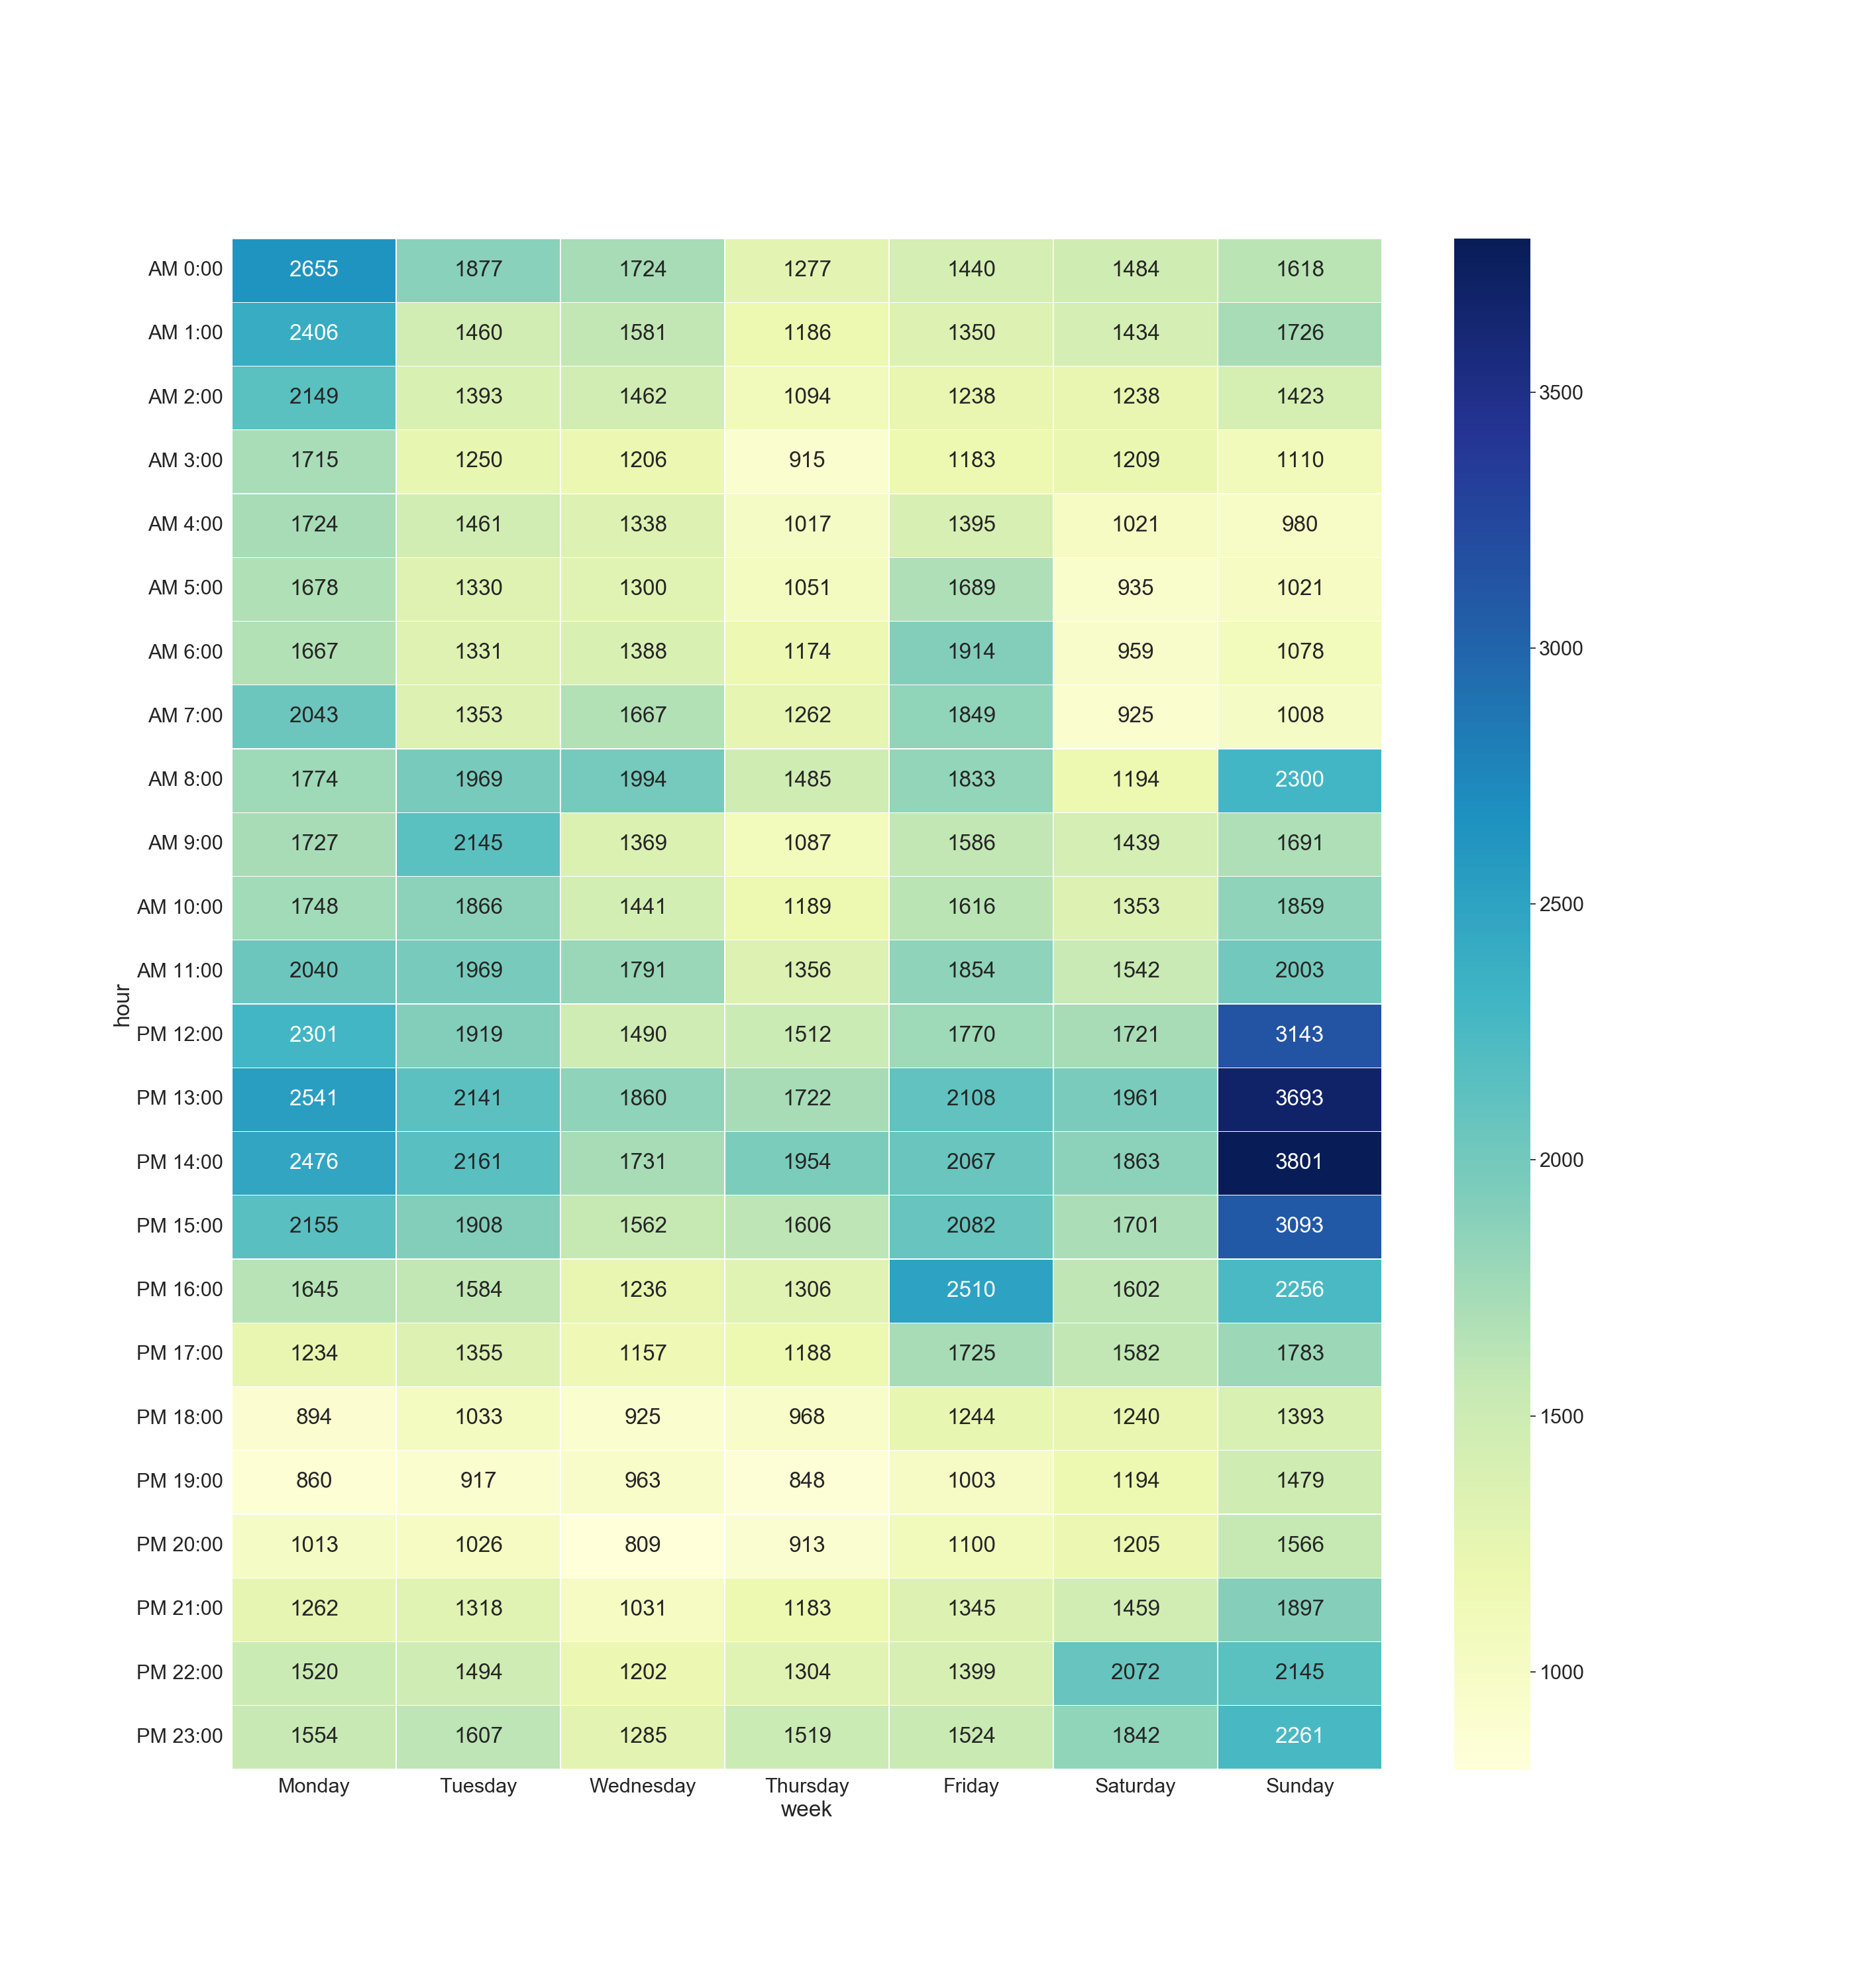 AM 0:00 2655 1877 1724 1277 1440 1484 1618
AM 1:00 2406 1460 1581 1186 1350 1434 1726
AM 2:00 2149 1393 1462 1094 1238 1238 1423
3500
AM 3:00 1715 1250 1206 915 1183 1209 1110
AM 4:00 1724 1461 1338 1017 1395 1021 980
AM 5:00 1678 1330 1300 1051 1689 935 1021
AM 6:00 1667 1331 1388 1174 1914 959 1078
3000
AM 7:00 2043 1353 1667 1262 1849 925 1008
AM 8:00 1774 1969 1994 1485 1833 1194 2300
AM 9:00 1727 2145 1369 1087 1586 1439 1691
AM 10:00 1748 1866 1441 1189 1616 1353 1859
2500
AM 11:00 2040 1969 1791 1356 1854 1542 2003
hour
PM 12:00 2301 1919 1490 1512 1770 1721 3143
PM 13:00 2541 2141 1860 1722 2108 1961 3693
PM 14:00 2476 2161 1731 1954 2067 1863 3801
2000
PM 15:00 2155 1908 1562 1606 2082 1701 3093
PM 16:00 1645 1584 1236 1306 2510 1602 2256
PM 17:00 1234 1355 1157 1188 1725 1582 1783
PM 18:00 894 1033 925 968 1244 1240 1393
1500
PM 19:00 860 917 963 848 1003 1194 1479
PM 20:00 1013 1026 809 913 1100 1205 1566
PM 21:00 1262 1318 1031 1183 1345 1459 1897
PM 22:00 1520 1494 1202 1304 1399 2072 2145
1000
PM 23:00 1554 1607 1285 1519 1524 1842 2261
Monday Tuesday Wednesday Thursday Friday Saturday Sunday
week